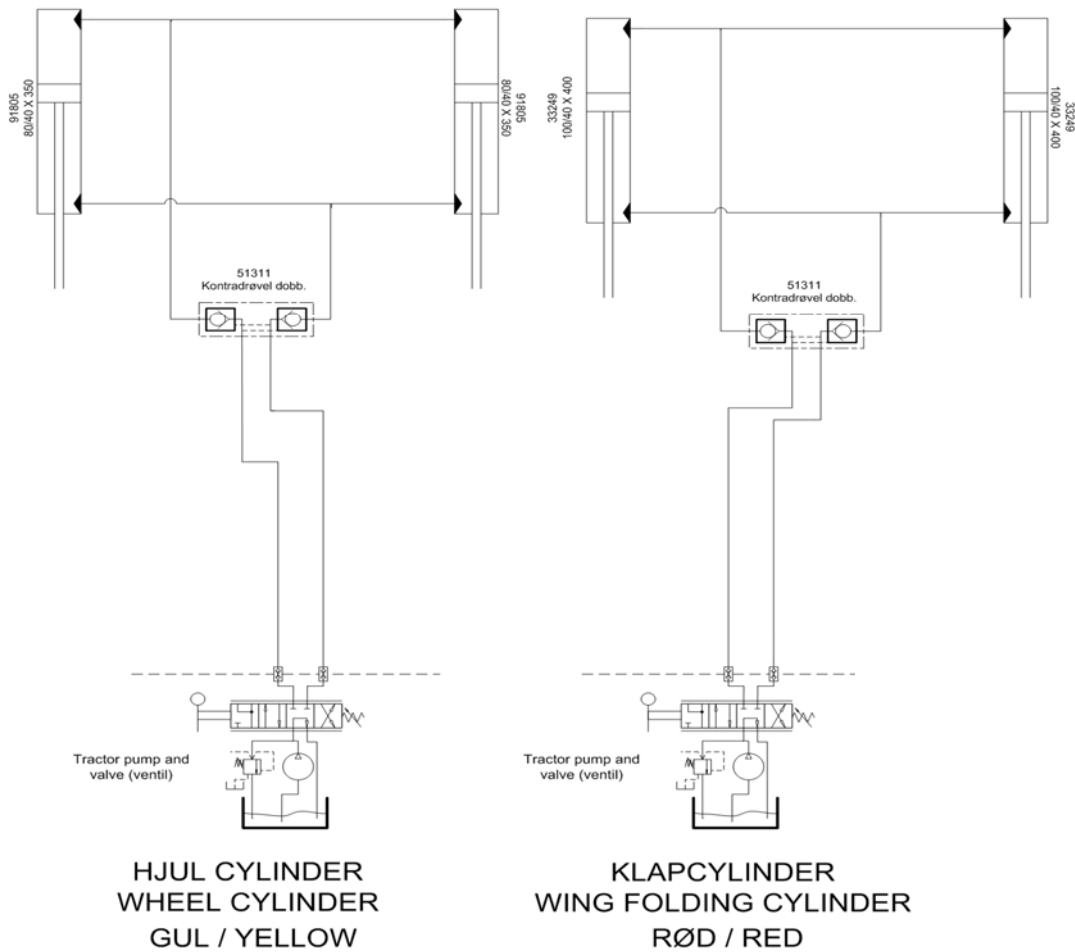 91805
80/40 X 350
80/40 X 350
91805
51311
Kontradrøvel dobb.
Tractor pump and
valve (ventil)
HJUL CYLINDER
WHEEL CYLINDER
GUL / YELLOW
33249
100/40 X 400
33249
100/40 X 400
51311
Kontradrøvel dobb.
Tractor pump and
valve (ventil)
KLAPCYLINDER
WING FOLDING CYLINDER
RØD / RED